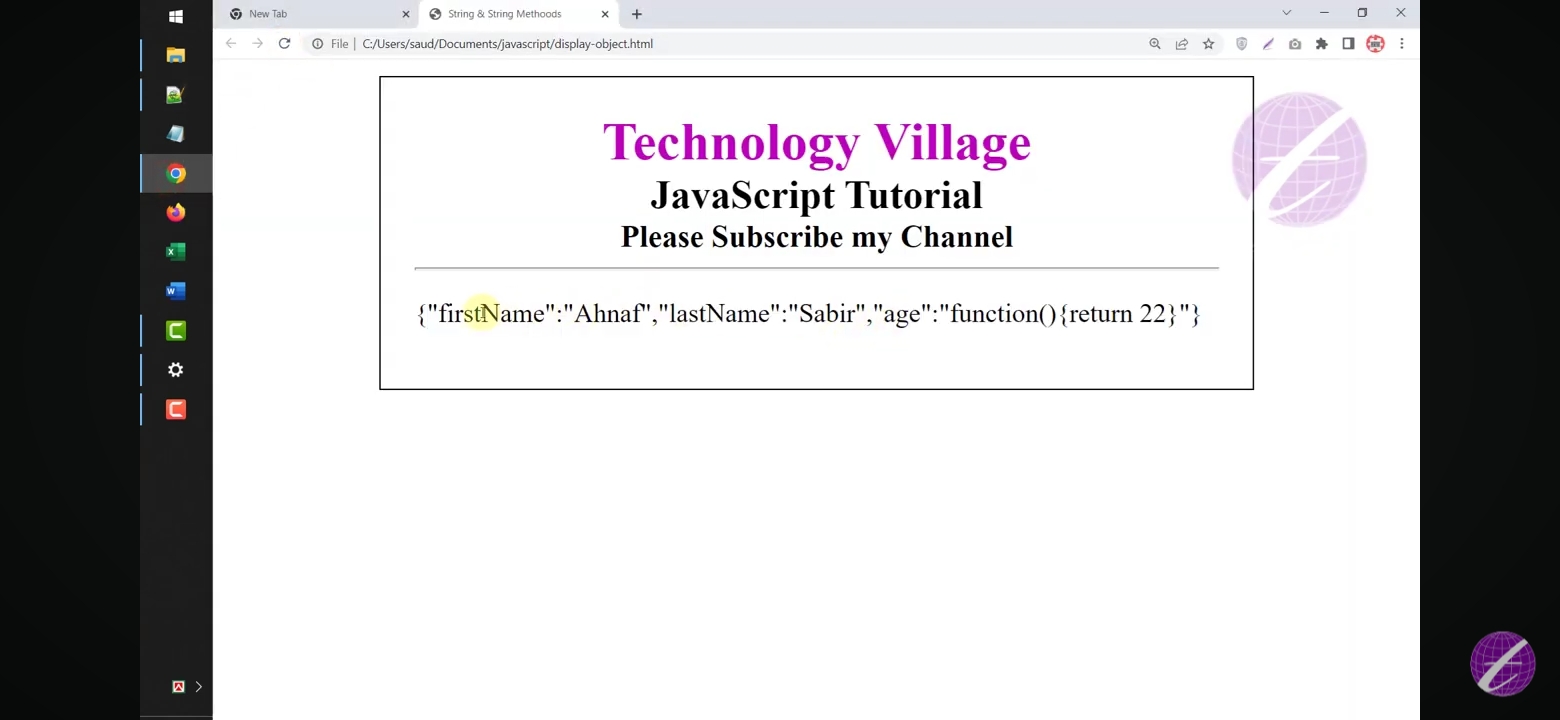 New Tab
String & String Methoods
File
C:/Users/saud/Documents/javascript/display-object.html
Technology Village
JavaScript Tutorial
Please Subscribe my Channel
{"firstName":"Ahnaf","lastName":"Sabir","age":"function(){return 22}"}